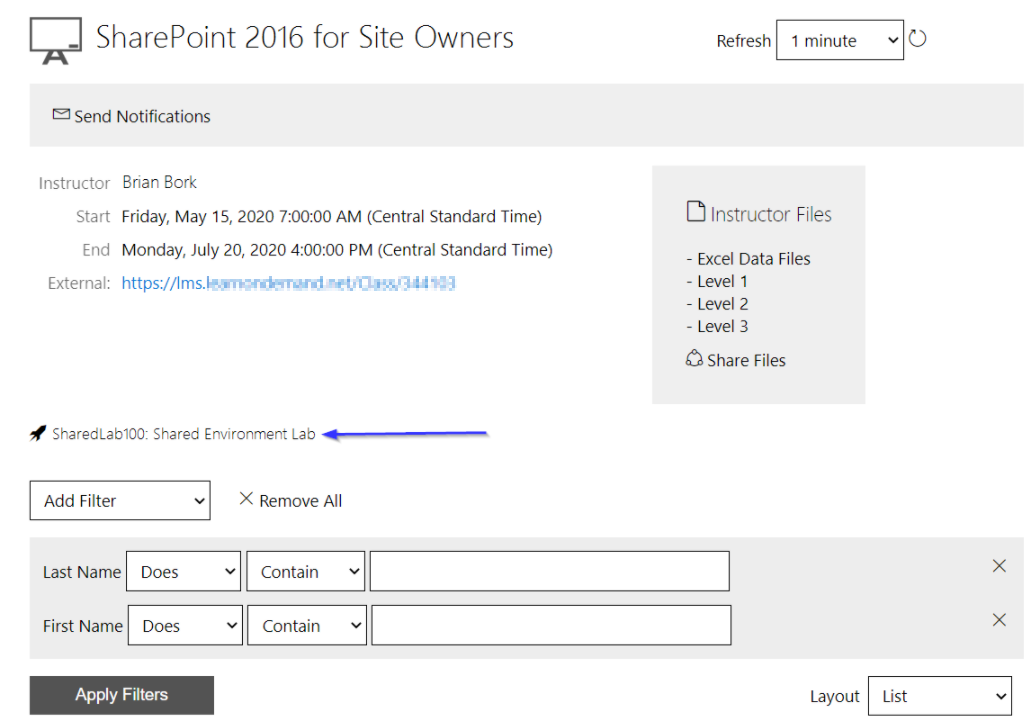 SharePoint 2016 for Site Owners
Refresh 1 minute
Send Notifications
Instructor Brian Bork
Start Friday, May 15, 2020 7:00:00 AM (Central Standard Time)
End Monday, July 20, 2020 4:00:00 PM (Central Standard Time)
External: https://lms.
Instructor Files
- Excel Data Files
- Level 1
- Level 2
- Level 3
Share Files
SharedLab100: Shared Environment Lab
Add Filter Remove All
Last Name Does Contain
First Name Does Contain
Apply Filters
Layout List